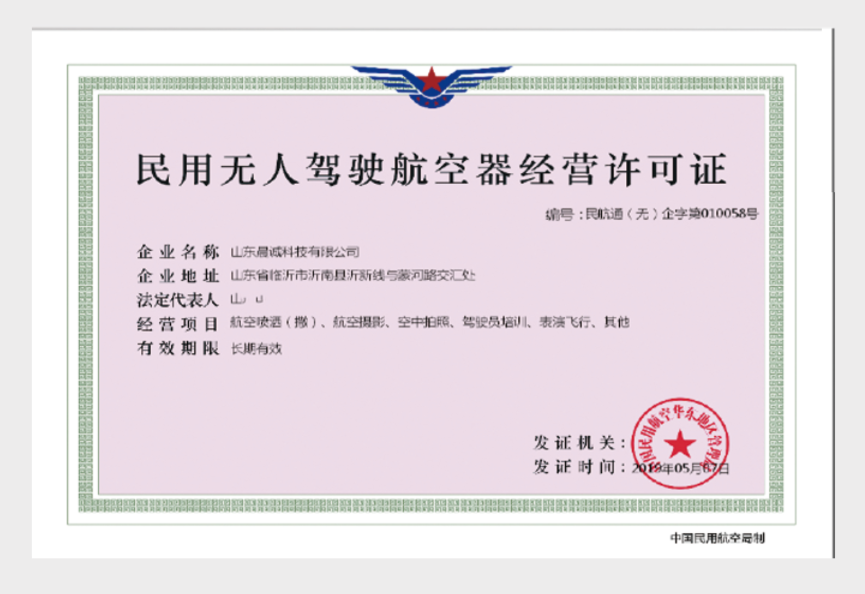 民用无人驾驶航空器经营许可证
编号：民航通（无）企字第010058号
企业名称 山东晨诚科技有限公司
企业地址 山东省临沂市沂南县沂新线与蒙河路交汇处
法定代表人
经营项目 航空喷洒（撒）、航空摄影、空中拍照、驾驶员培训、表演飞行、其他
有效期限 长期有效
中国民用航空华东地区管理局
发证机关：
发证时间：2019年05月07日
中国民用航空局制